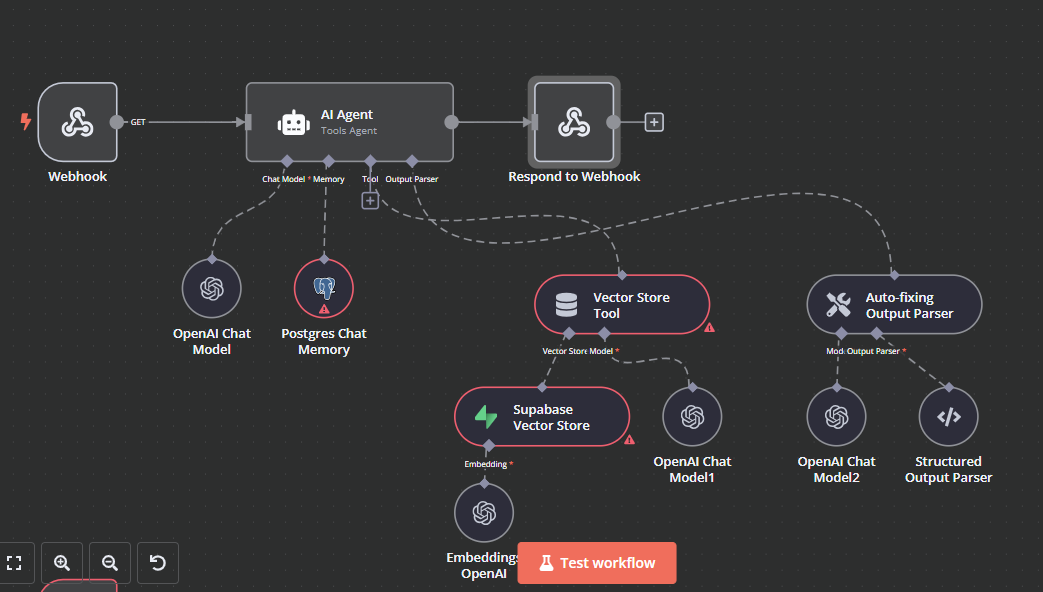 GET
AI Agent
Tools Agent
Webhook
Respond to Webhook
Chat Model *
Memory
Tool
Output Parser
OpenAI Chat
Model
Postgres Chat
Memory
Vector Store
Tool
Auto-fixing
Output Parser
Vector Store
Model *
Output Parser *
Supabase
Vector Store
Embedding *
OpenAI Chat
Model1
OpenAI Chat
Model2
Structured
Output Parser
Embeddings
OpenAI
Test workflow